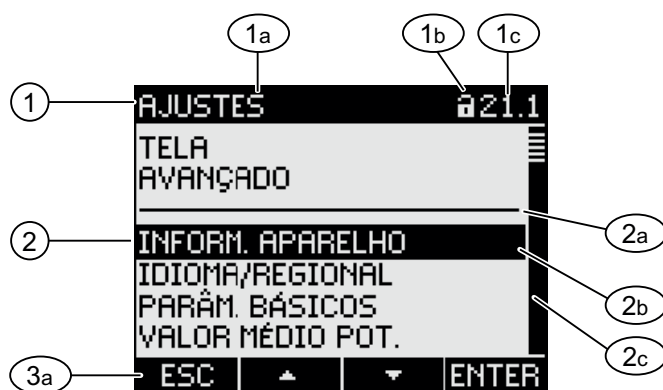 1a 1b 1c
1 AJUSTES 21.1
TELA
AVANÇADO
2a
2 INFORM. APARELHO
IDIOMA/REGIONAL
2b
PARÂM. BÁSICOS
VALOR MÉDIO POT.
2c
3a ESC ENTER